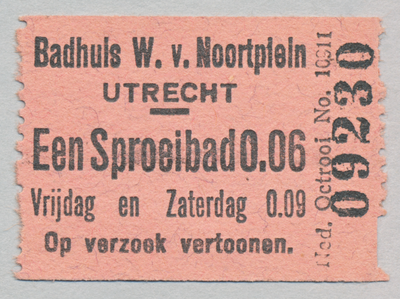 Badhuis W. v. Noortplein
UTRECHT
Een Sproeibad 0.06
Vrijdag en Zaterdag 0.09
Op verzoek vertoonen.
Ned. Octrooi No. 10911
09230